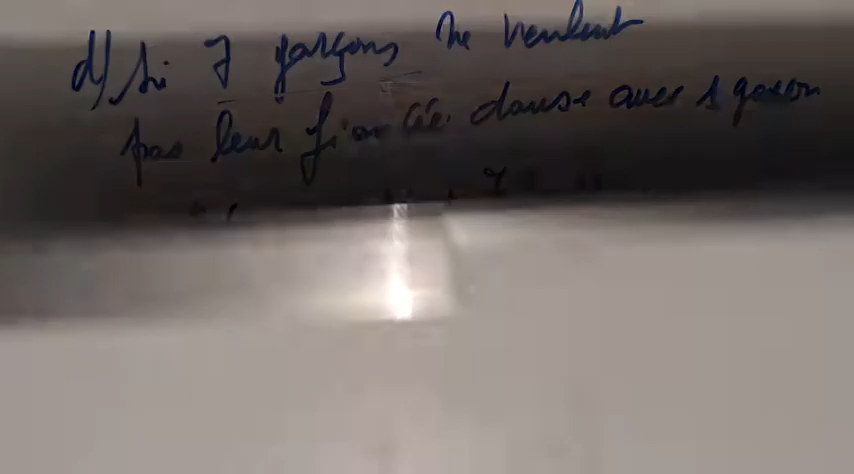 d) Si 7 garçons ne veulent
pas leur fiancée danse avec 1 garçon